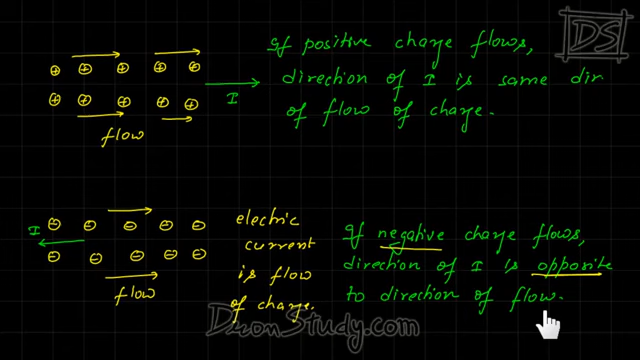 If positive charge flows,
direction of I is same dir
of flow of charge.
I
flow
DS
I
flow
electric
current
is flow
of charge.
If negative charge flows,
direction of I is opposite
to direction of flow.
DronStudy.com